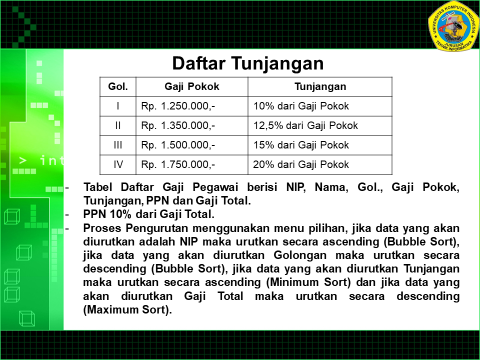 UNIVERSITAS KOMPUTER INDONESIA
Daftar Tunjangan
Gol. Gaji Pokok Tunjangan
I Rp. 1.250.000,- 10% dari Gaji Pokok
II Rp. 1.350.000,- 12,5% dari Gaji Pokok
III Rp. 1.500.000,- 15% dari Gaji Pokok
IV Rp. 1.750.000,- 20% dari Gaji Pokok
> int
- Tabel Daftar Gaji Pegawai berisi NIP, Nama, Gol., Gaji Pokok,
Tunjangan, PPN dan Gaji Total.
- PPN 10% dari Gaji Total.
- Proses Pengurutan menggunakan menu pilihan, jika data yang akan
diurutkan adalah NIP maka urutkan secara ascending (Bubble Sort),
jika data yang akan diurutkan Golongan maka urutkan secara
descending (Bubble Sort), jika data yang akan diurutkan Tunjangan
maka urutkan secara ascending (Minimum Sort) dan jika data yang
akan diurutkan Gaji Total maka urutkan secara descending
(Maximum Sort).